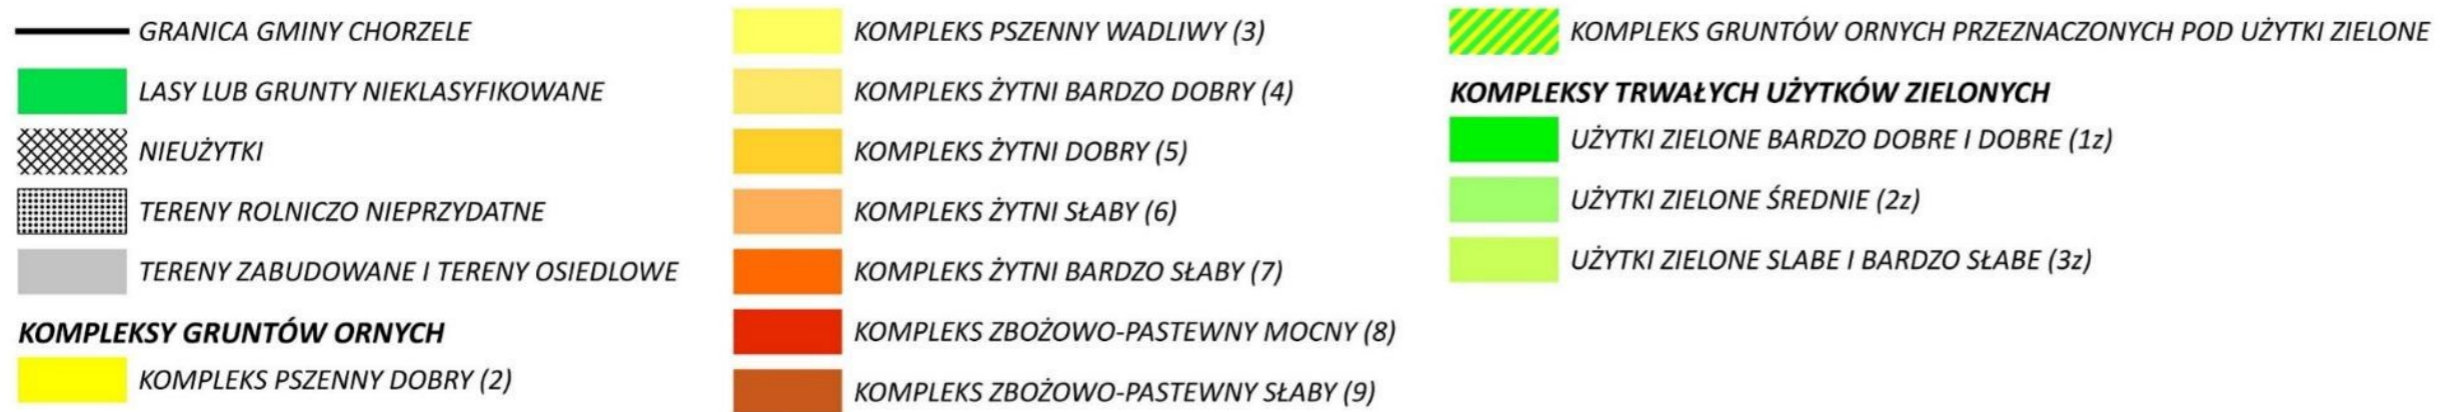 GRANICA GMINY CHORZELE
LASY LUB GRUNTY NIEKLASYFIKOWANE
NIEUŻYTKI
TERENY ROLNICZO NIEPRZYDATNE
TERENY ZABUDOWANE I TERENY OSIEDLOWE
KOMPLEKSY GRUNTÓW ORNYCH
KOMPLEKS PSZENNY DOBRY (2)
KOMPLEKS PSZENNY WADLIWY (3)
KOMPLEKS ŻYTNI BARDZO DOBRY (4)
KOMPLEKS ŻYTNI DOBRY (5)
KOMPLEKS ŻYTNI SŁABY (6)
KOMPLEKS ŻYTNI BARDZO SŁABY (7)
KOMPLEKS ZBOŻOWO-PASTEWNY MOCNY (8)
KOMPLEKS ZBOŻOWO-PASTEWNY SŁABY (9)
KOMPLEKS GRUNTÓW ORNYCH PRZEZNACZONYCH POD UŻYTKI ZIELONE
KOMPLEKSY TRWAŁYCH UŻYTKÓW ZIELONYCH
UŻYTKI ZIELONE BARDZO DOBRE I DOBRE (1z)
UŻYTKI ZIELONE ŚREDNIE (2z)
UŻYTKI ZIELONE SLABE I BARDZO SŁABE (3z)